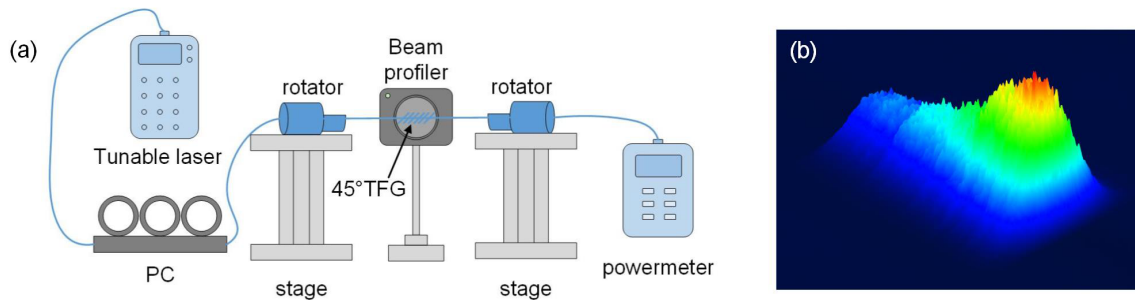 (a)
Tunable laser
PC
rotator
stage
Beam
profiler
45°TFG
rotator
stage
powermeter
(b)